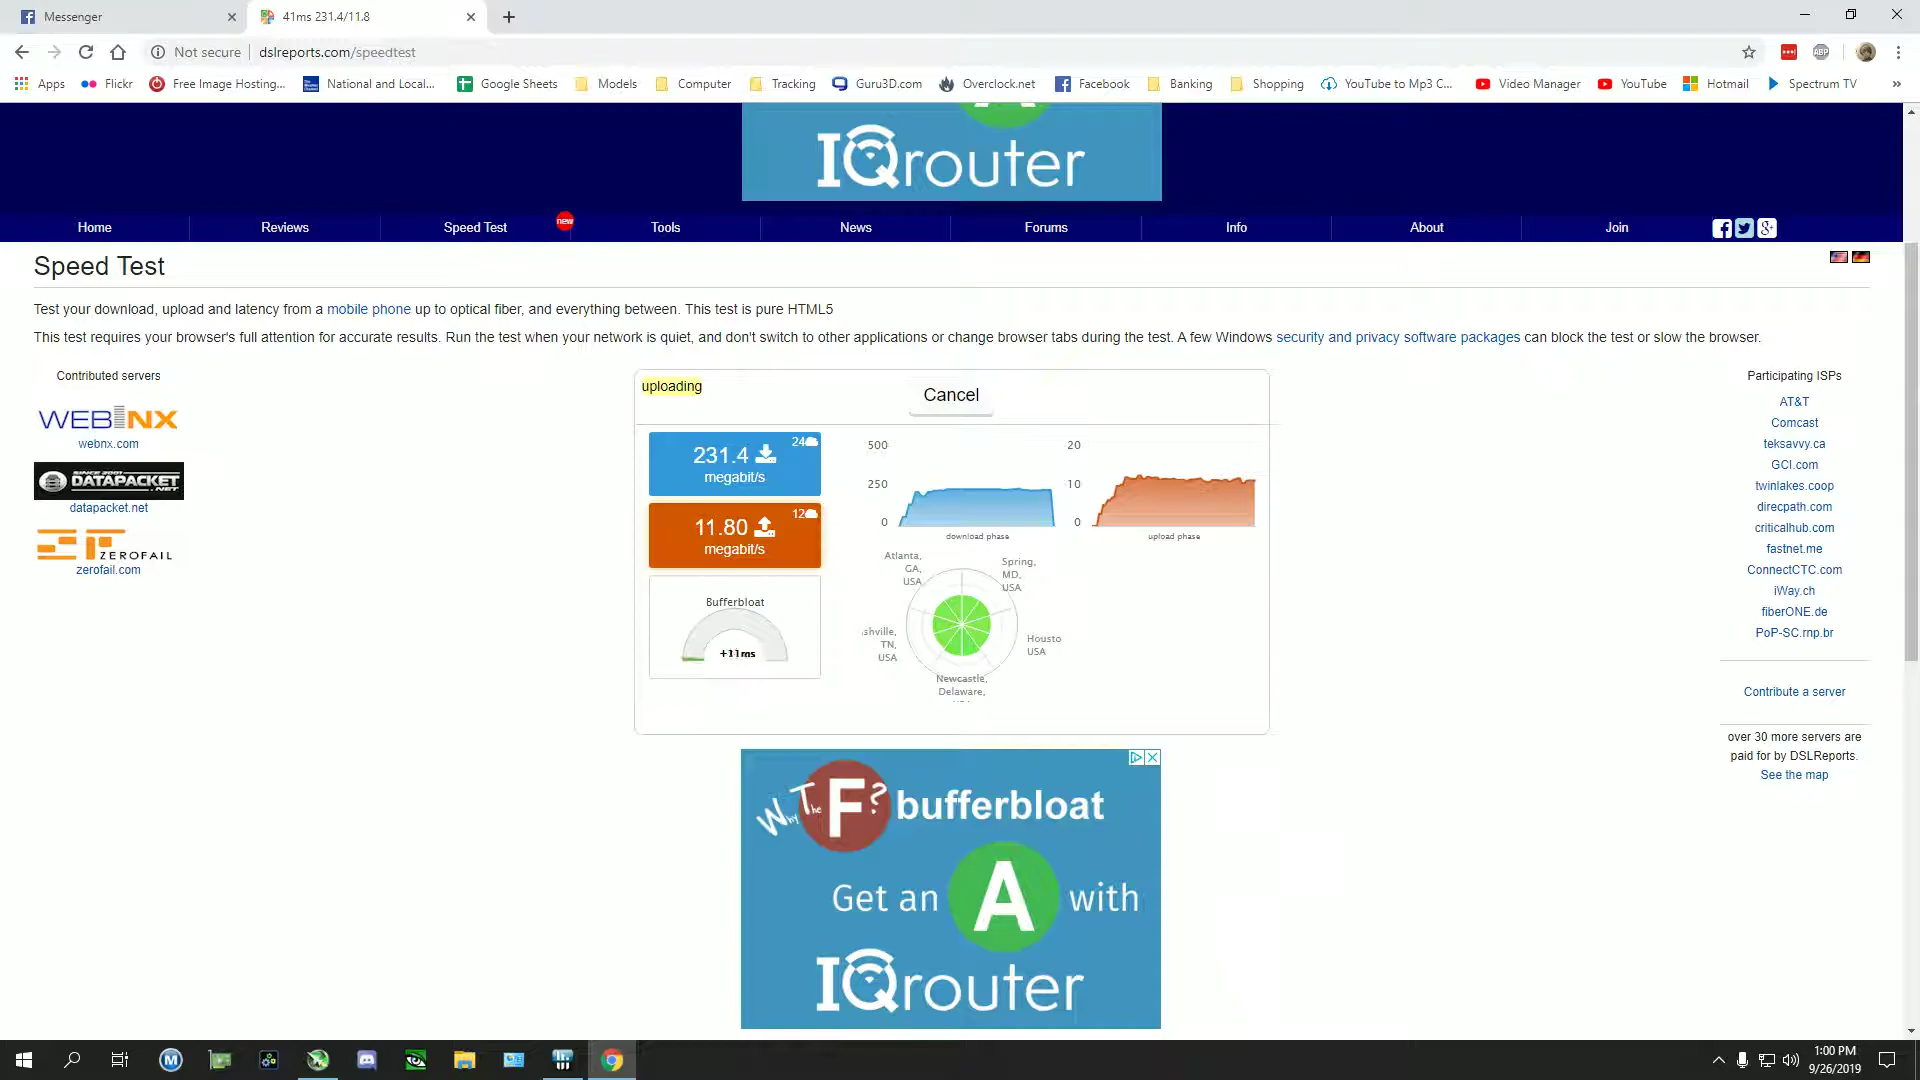 Messenger
41ms 231.4/11.8
Not secure
dslreports.com/speedtest
ABP
Apps
Flickr
Free Image Hosting...
National and Local...
Google Sheets
Models
Computer
Tracking
Guru3D.com
Overclock.net
Facebook
Banking
Shopping
YouTube to Mp3 C...
Video Manager
YouTube
Hotmail
Spectrum TV
IQrouter
Home
Reviews
Speed Test
new
Tools
News
Forums
Info
About
Join
Speed Test
Test your download, upload and latency from a mobile phone up to optical fiber, and everything between. This test is pure HTML5
This test requires your browser's full attention for accurate results. Run the test when your network is quiet, and don't switch to other applications or change browser tabs during the test. A few Windows security and privacy software packages can block the test or slow the browser.
Contributed servers
WEBNX
webnx.com
SINCE 2001
DATAPACKET
.NET
datapacket.net
ZEROFAIL
zerofail.com
uploading
Cancel
24
231.4
megabit/s
12
11.80
megabit/s
Bufferbloat
+11ms
500
250
0
download phase
20
10
0
upload phase
Atlanta,
GA,
USA
Spring,
MD,
USA
shville,
TN,
USA
Housto
USA
Newcastle,
Delaware,
Participating ISPs
AT&T
Comcast
teksavvy.ca
GCI.com
twinlakes.coop
direcpath.com
criticalhub.com
fastnet.me
ConnectCTC.com
iWay.ch
fiberONE.de
PoP-SC.rnp.br
Contribute a server
over 30 more servers are
paid for by DSLReports.
See the map
Why The F? bufferbloat
Get an A with
IQrouter
1:00 PM
9/26/2019